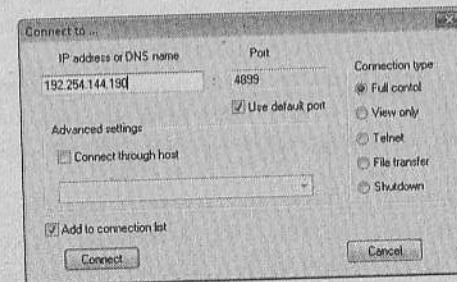 Connect to ...
IP address or DNS name
Port
192.254.144.190
:
4899
Use default port
Advanced settings
Connect through host
Add to connection list
Connect
Connection type
Full contol
View only
Telnet
File transfer
Shutdown
Cancel